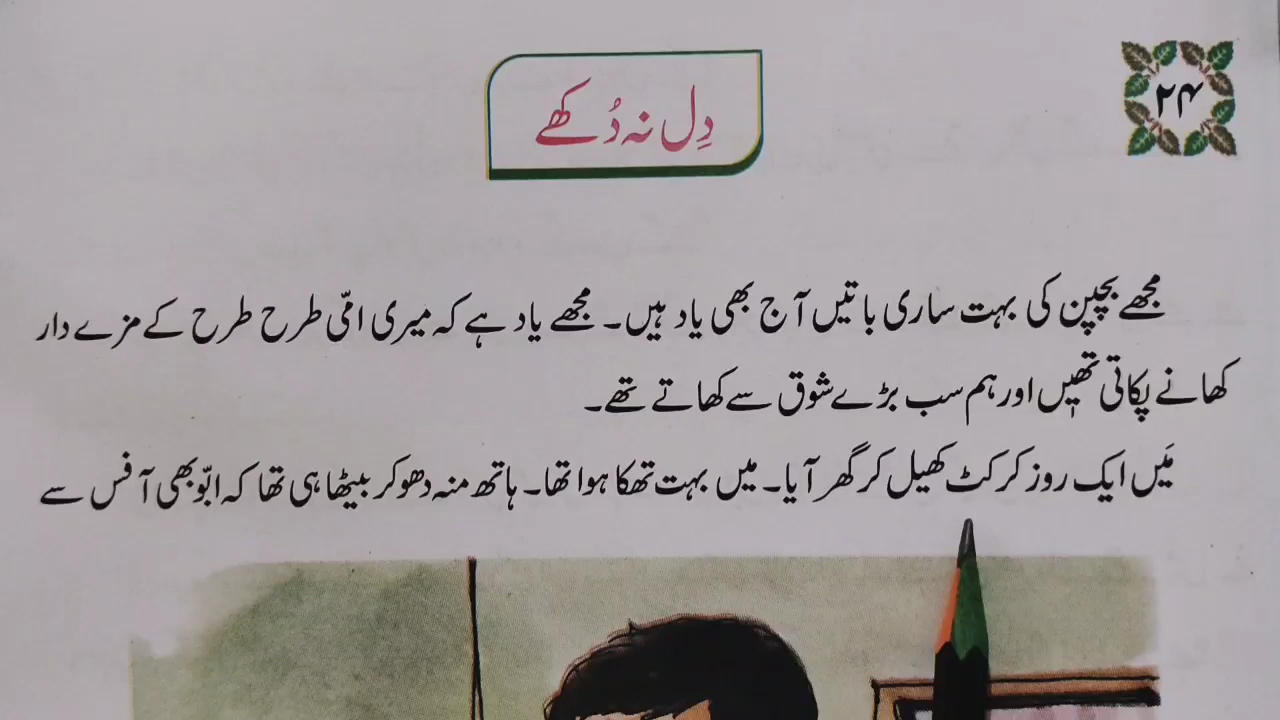 ۲۴
دِل نہ دُکھے
مجھے بچپن کی بہت ساری باتیں آج بھی یاد ہیں۔ مجھے یاد ہے کہ میری امّی طرح طرح کے مزے دار
کھانے پکاتی تھیں اور ہم سب بڑے شوق سے کھاتے تھے۔
مَیں ایک روز کرکٹ کھیل کر گھر آیا۔ میں بہت تھکا ہوا تھا۔ ہاتھ منہ دھو کر بیٹھا ہی تھا کہ ابّو بھی آفس سے